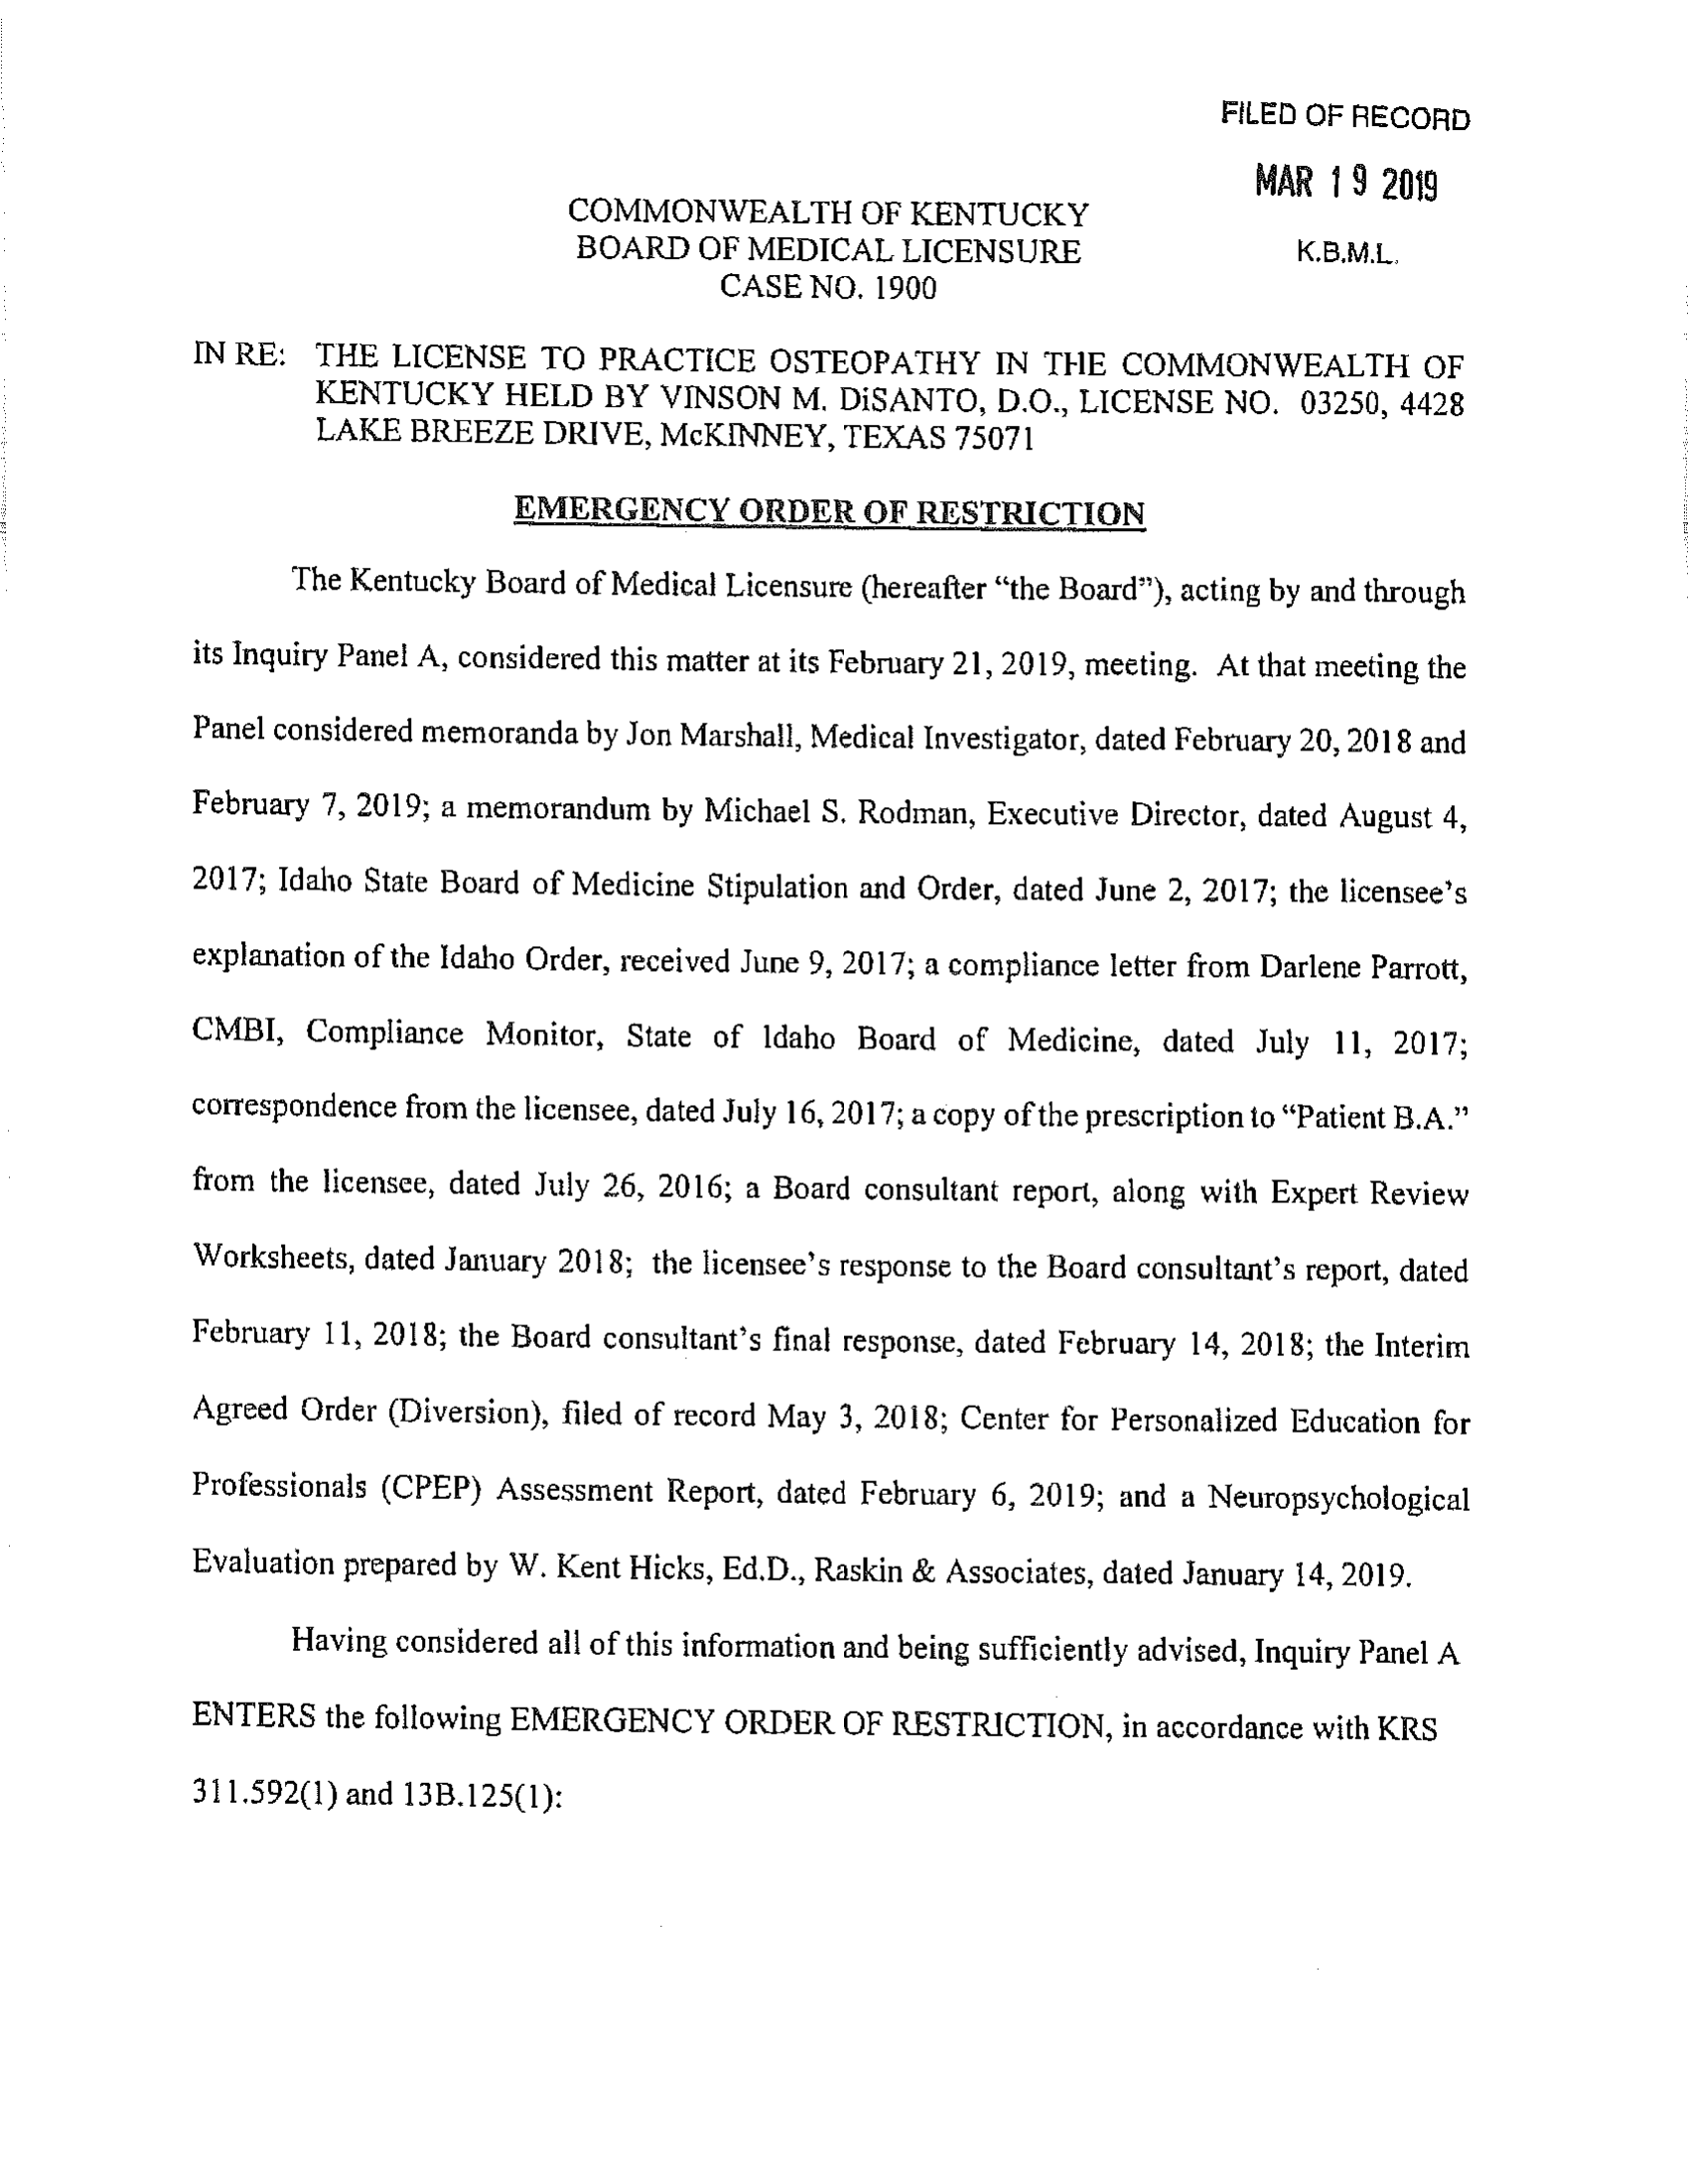 FILED OF RECORD
MAR 19 2019
K.B.M.L.
COMMONWEALTH OF KENTUCKY
BOARD OF MEDICAL LICENSURE
CASE NO. 1900
IN RE: THE LICENSE TO PRACTICE OSTEOPATHY IN THE COMMONWEALTH OF
KENTUCKY HELD BY VINSON M. DiSANTO, D.O., LICENSE NO. 03250, 4428
LAKE BREEZE DRIVE, McKINNEY, TEXAS 75071
EMERGENCY ORDER OF RESTRICTION
The Kentucky Board of Medical Licensure (hereafter “the Board”), acting by and through
its Inquiry Panel A, considered this matter at its February 21, 2019, meeting. At that meeting the
Panel considered memoranda by Jon Marshall, Medical Investigator, dated February 20, 2018 and
February 7, 2019; a memorandum by Michael S. Rodman, Executive Director, dated August 4,
2017; Idaho State Board of Medicine Stipulation and Order, dated June 2, 2017; the licensee’s
explanation of the Idaho Order, received June 9, 2017; a compliance letter from Darlene Parrott,
CMBI, Compliance Monitor, State of Idaho Board of Medicine, dated July 11, 2017;
correspondence from the licensee, dated July 16, 2017; a copy of the prescription to “Patient B.A.”
from the licensee, dated July 26, 2016; a Board consultant report, along with Expert Review
Worksheets, dated January 2018; the licensee’s response to the Board consultant’s report, dated
February 11, 2018; the Board consultant’s final response, dated February 14, 2018; the Interim
Agreed Order (Diversion), filed of record May 3, 2018; Center for Personalized Education for
Professionals (CPEP) Assessment Report, dated February 6, 2019; and a Neuropsychological
Evaluation prepared by W. Kent Hicks, Ed.D., Raskin & Associates, dated January 14, 2019.
Having considered all of this information and being sufficiently advised, Inquiry Panel A
ENTERS the following EMERGENCY ORDER OF RESTRICTION, in accordance with KRS
311.592(1) and 13B.125(1):